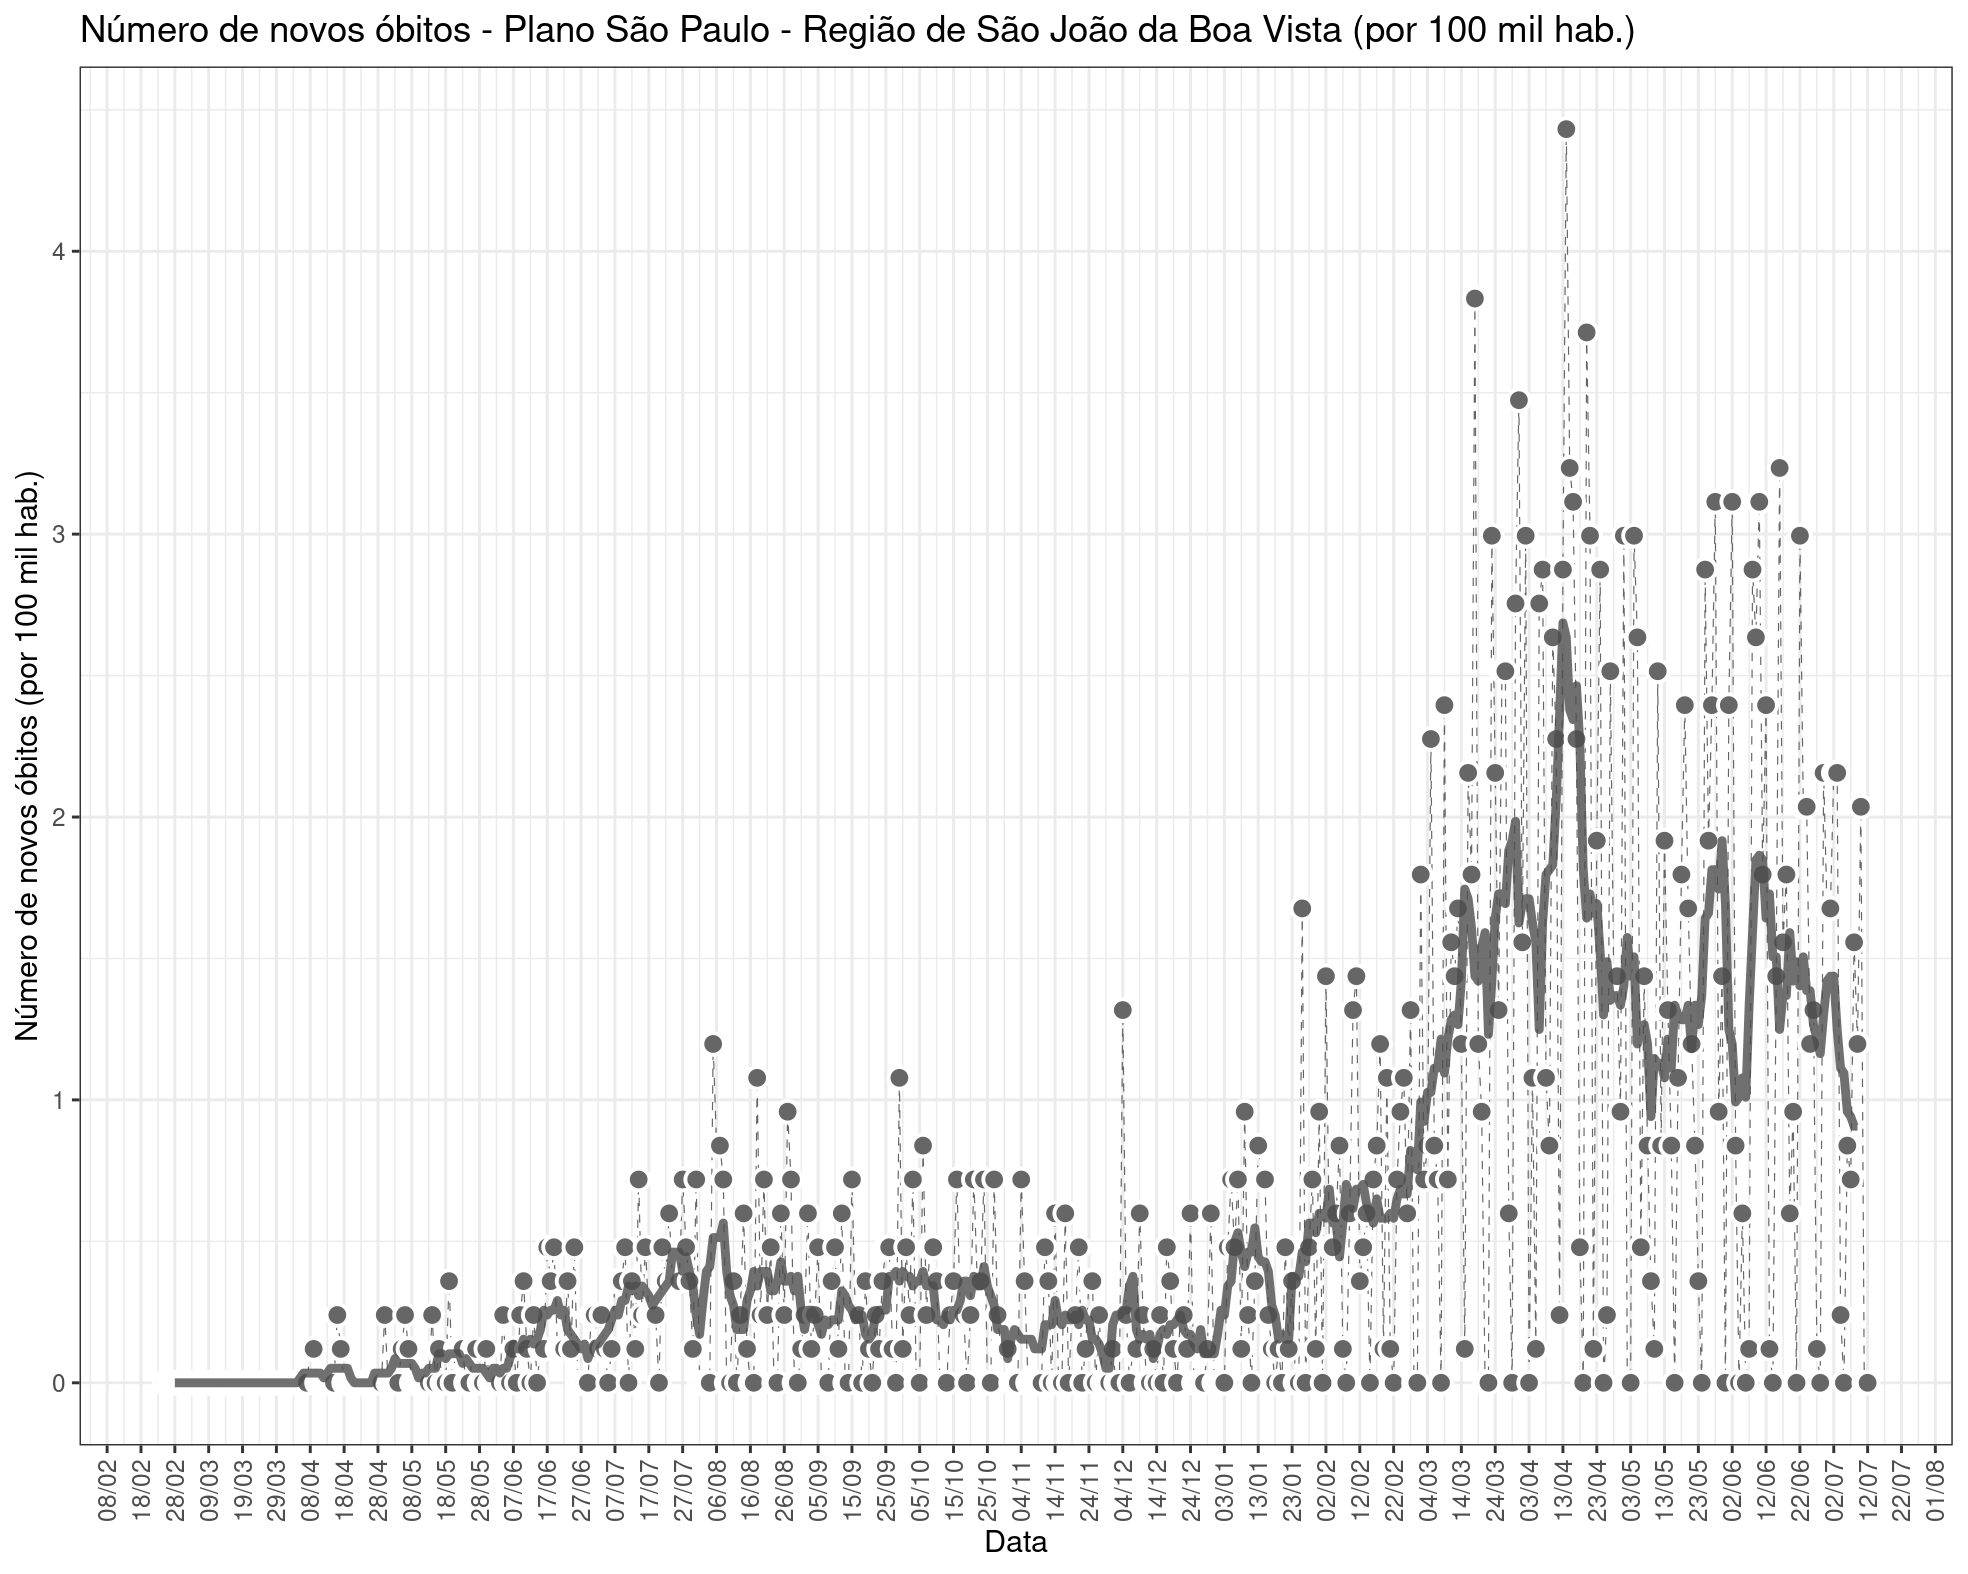 Número de novos óbitos - Plano São Paulo - Região de São João da Boa Vista (por 100 mil hab.)
Número de novos óbitos (por 100 mil hab.)
4
3
2
1
0
08/02 18/02 28/02 09/03 19/03 29/03 08/04 18/04 28/04 08/05 18/05 28/05 07/06 17/06 27/06 07/07 17/07 27/07 06/08 16/08 26/08 05/09 15/09 25/09 05/10 15/10 25/10 04/11 14/11 24/11 04/12 14/12 24/12 03/01 13/01 23/01 02/02 12/02 22/02 04/03 14/03 24/03 03/04 13/04 23/04 03/05 13/05 23/05 02/06 12/06 22/06 02/07 12/07 22/07 01/08
Data